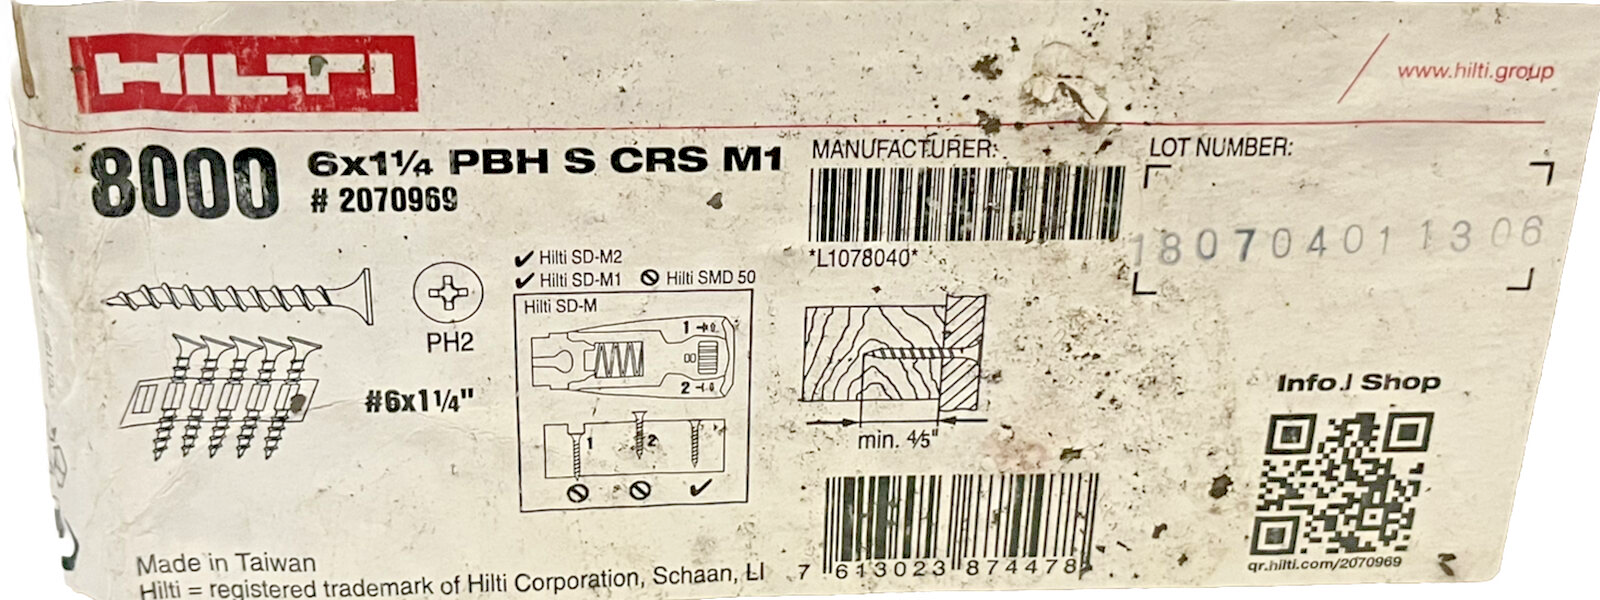 HILTI
www.hilti.group
8000 6x1¼ PBH S CRS M1
# 2070969
MANUFACTURER:
*L1078040*
LOT NUMBER:
18070401 1306
Hilti SD-M2
Hilti SD-M1 Hilti SMD 50
Hilti SD-M
1
2
1 2
PH2
#6x1¼"
min. ⅘"
Info./ Shop
qr.hilti.com/2070969
7 613023 874478
Made in Taiwan
Hilti = registered trademark of Hilti Corporation, Schaan, LI